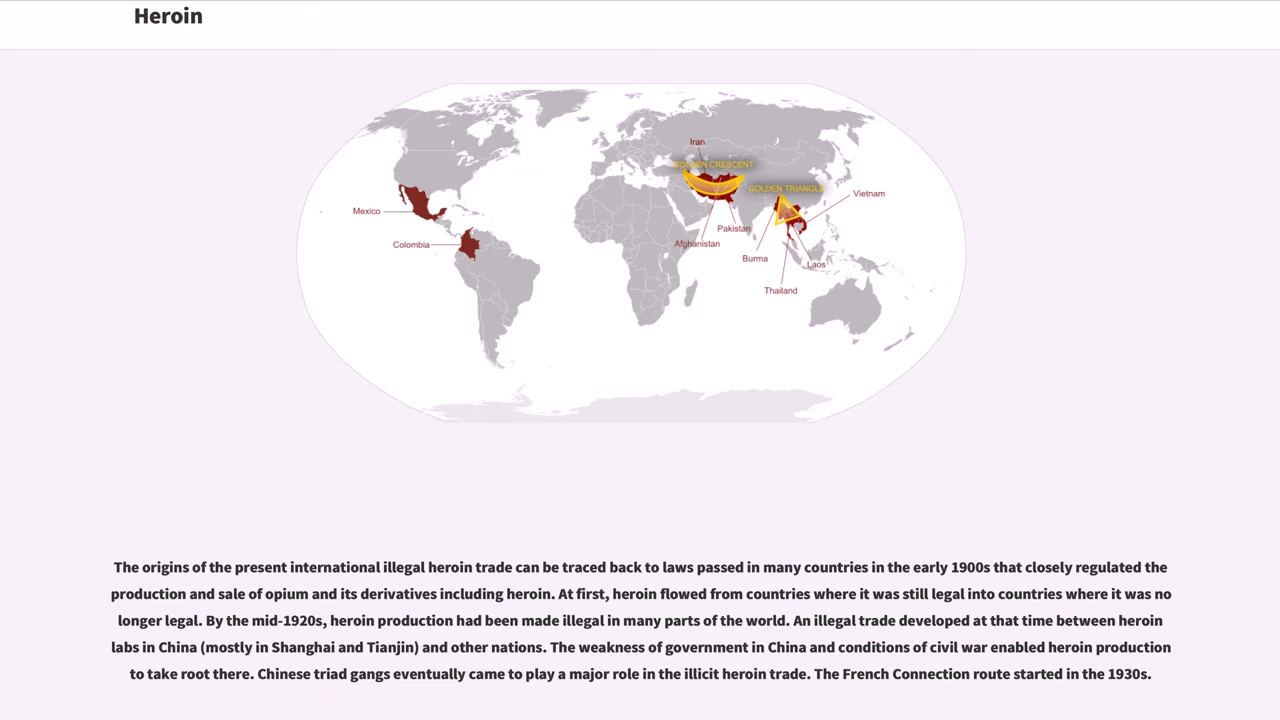 Heroin
Iran
GOLDEN CRESCENT
GOLDEN TRIANGLE
Vietnam
Mexico
Pakistan
Colombia
Afghanistan
Burma
Laos
Thailand
The origins of the present international illegal heroin trade can be traced back to laws passed in many countries in the early 1900s that closely regulated the
production and sale of opium and its derivatives including heroin. At first, heroin flowed from countries where it was still legal into countries where it was no
longer legal. By the mid-1920s, heroin production had been made illegal in many parts of the world. An illegal trade developed at that time between heroin
labs in China (mostly in Shanghai and Tianjin) and other nations. The weakness of government in China and conditions of civil war enabled heroin production
to take root there. Chinese triad gangs eventually came to play a major role in the illicit heroin trade. The French Connection route started in the 1930s.